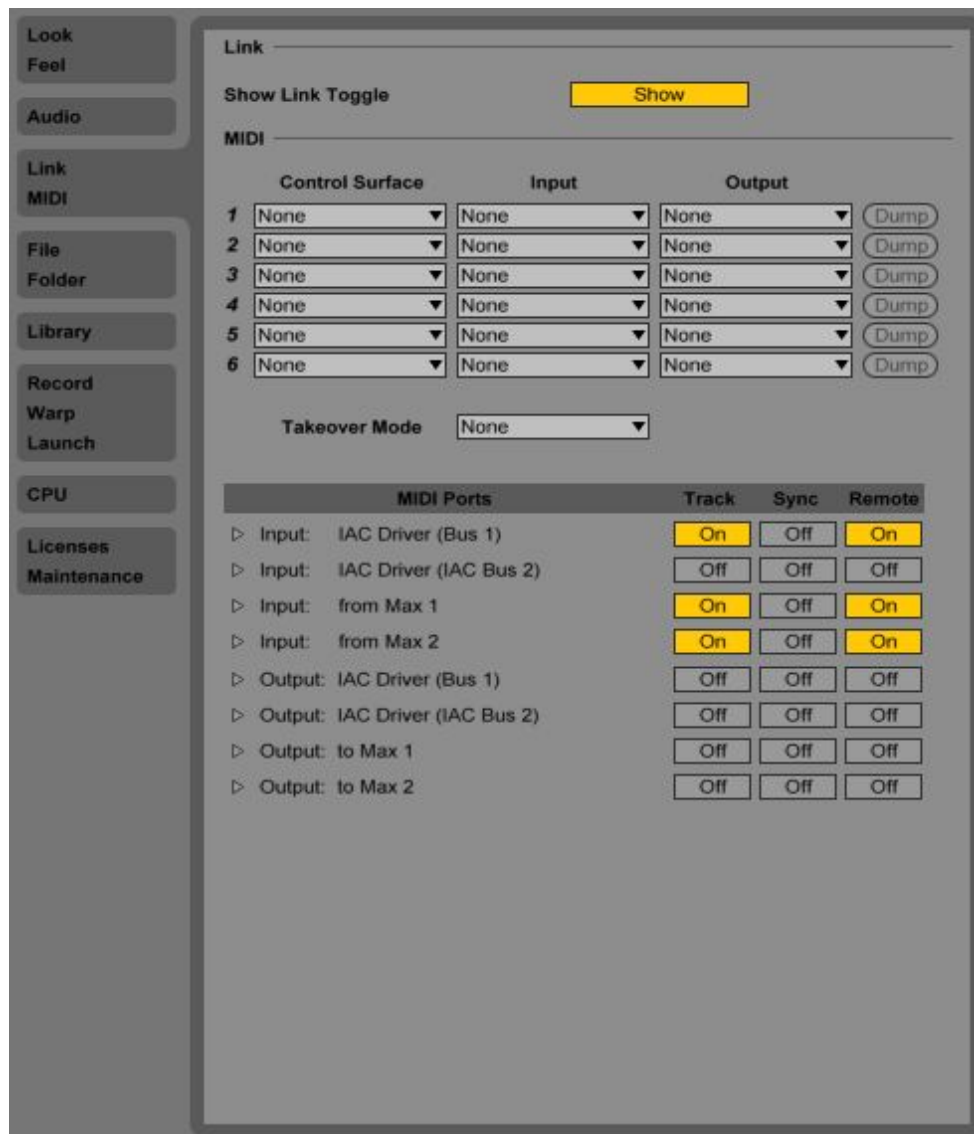 Look
Feel
Audio
Link
MIDI
File
Folder
Library
Record
Warp
Launch
CPU
Licenses
Maintenance
Link
Show Link Toggle Show
MIDI
Control Surface Input Output
1 None None None Dump
2 None None None Dump
3 None None None Dump
4 None None None Dump
5 None None None Dump
6 None None None Dump
Takeover Mode None
MIDI Ports Track Sync Remote
Input: IAC Driver (Bus 1) On Off On
Input: IAC Driver (IAC Bus 2) Off Off Off
Input: from Max 1 On Off On
Input: from Max 2 On Off On
Output: IAC Driver (Bus 1) Off Off Off
Output: IAC Driver (IAC Bus 2) Off Off Off
Output: to Max 1 Off Off Off
Output: to Max 2 Off Off Off